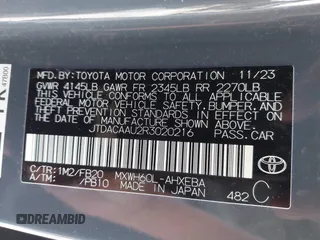 47B00
MFD.BY:TOYOTA MOTOR CORPORATION 11/23
GVWR 4145LB GAWR FR 2345LB RR 2270LB
THIS VEHICLE CONFORMS TO ALL APPLICABLE
FEDERAL MOTOR VEHICLE SAFETY, BUMPER, AND
THEFT PREVENTION STANDARDS IN EFFECT ON
THE DATE OF MANUFACTURE SHOWN ABOVE.
JTDACAAU2R3020216 PASS.CAR
C/TR:1M2/FB20 MXWH60L-AHXEBA
/PB10 MADE IN JAPAN 482 C
TOYOTA
DREAMBID